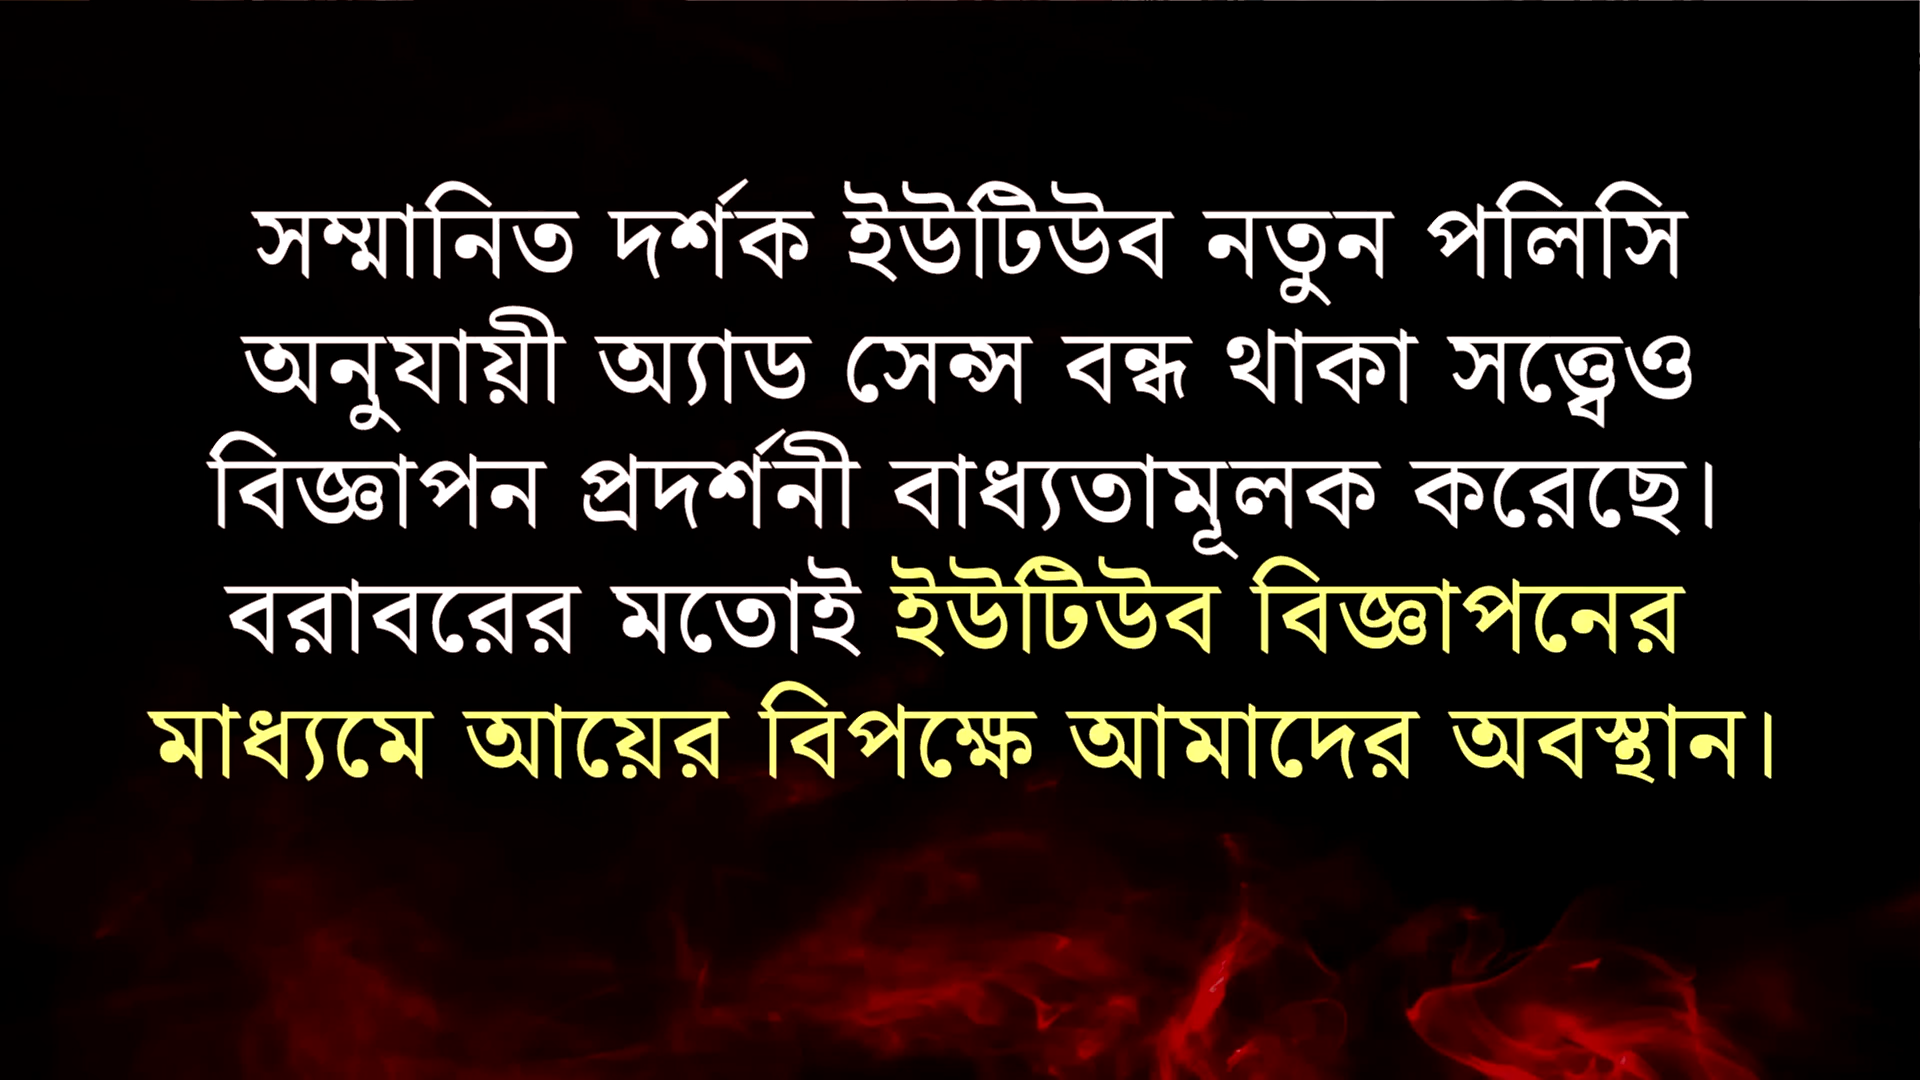 সম্মানিত দর্শক ইউটিউব নতুন পলিসি
অনুযায়ী অ্যাড সেন্স বন্ধ থাকা সত্ত্বেও
বিজ্ঞাপন প্রদর্শনী বাধ্যতামূলক করেছে।
বরাবরের মতোই ইউটিউব বিজ্ঞাপনের
মাধ্যমে আয়ের বিপক্ষে আমাদের অবস্থান।